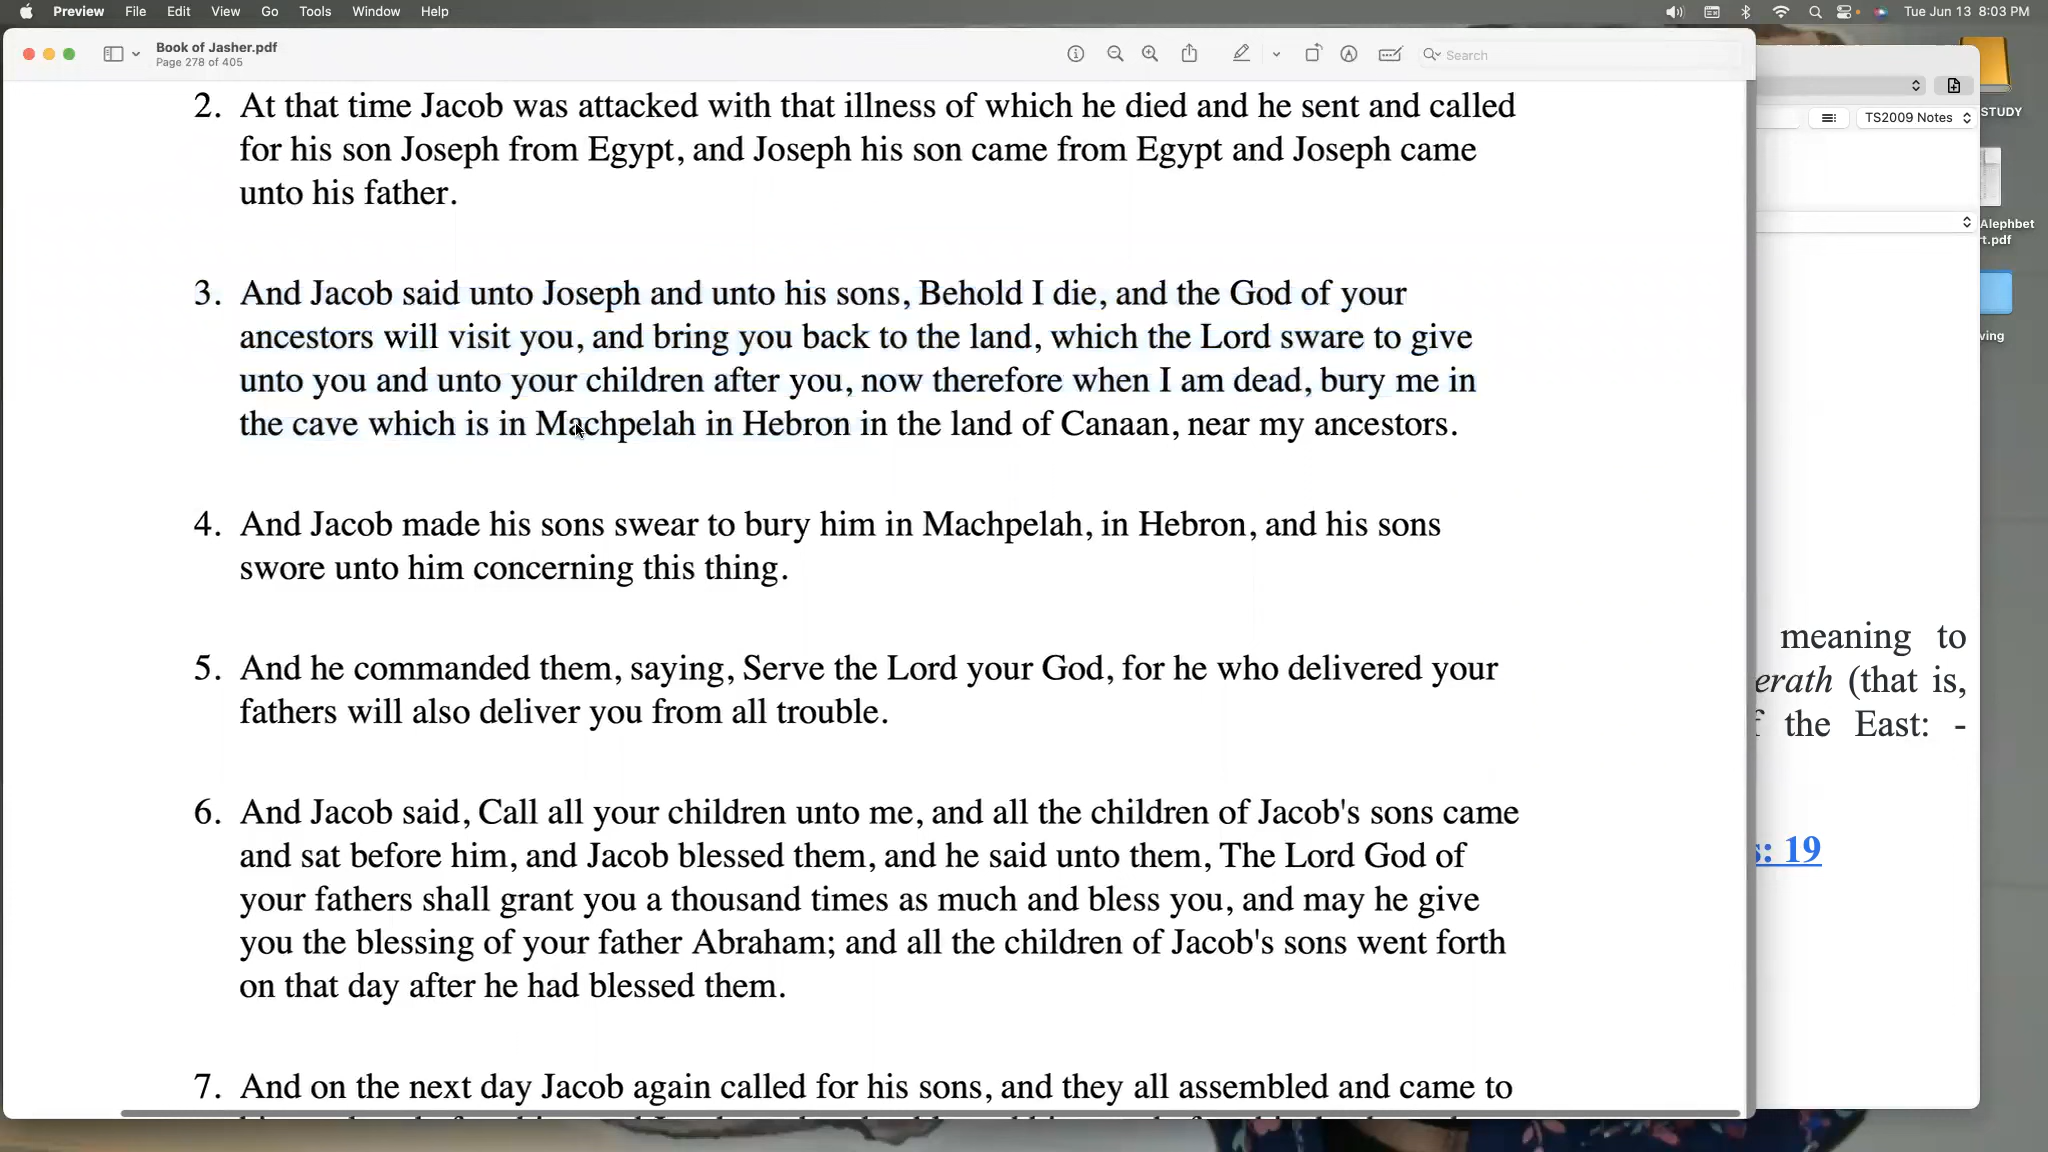 Preview File Edit View Go Tools Window Help
Tue Jun 13 8:03 PM
Book of Jasher.pdf
Page 278 of 405
Search
STUDY
TS2009 Notes
Alephbet
t.pdf
ving
2. At that time Jacob was attacked with that illness of which he died and he sent and called
for his son Joseph from Egypt, and Joseph his son came from Egypt and Joseph came
unto his father.
3. And Jacob said unto Joseph and unto his sons, Behold I die, and the God of your
ancestors will visit you, and bring you back to the land, which the Lord sware to give
unto you and unto your children after you, now therefore when I am dead, bury me in
the cave which is in Machpelah in Hebron in the land of Canaan, near my ancestors.
4. And Jacob made his sons swear to bury him in Machpelah, in Hebron, and his sons
swore unto him concerning this thing.
5. And he commanded them, saying, Serve the Lord your God, for he who delivered your
fathers will also deliver you from all trouble.
6. And Jacob said, Call all your children unto me, and all the children of Jacob's sons came
and sat before him, and Jacob blessed them, and he said unto them, The Lord God of
your fathers shall grant you a thousand times as much and bless you, and may he give
you the blessing of your father Abraham; and all the children of Jacob's sons went forth
on that day after he had blessed them.
7. And on the next day Jacob again called for his sons, and they all assembled and came to
meaning to
erath (that is,
the East: -
s: 19